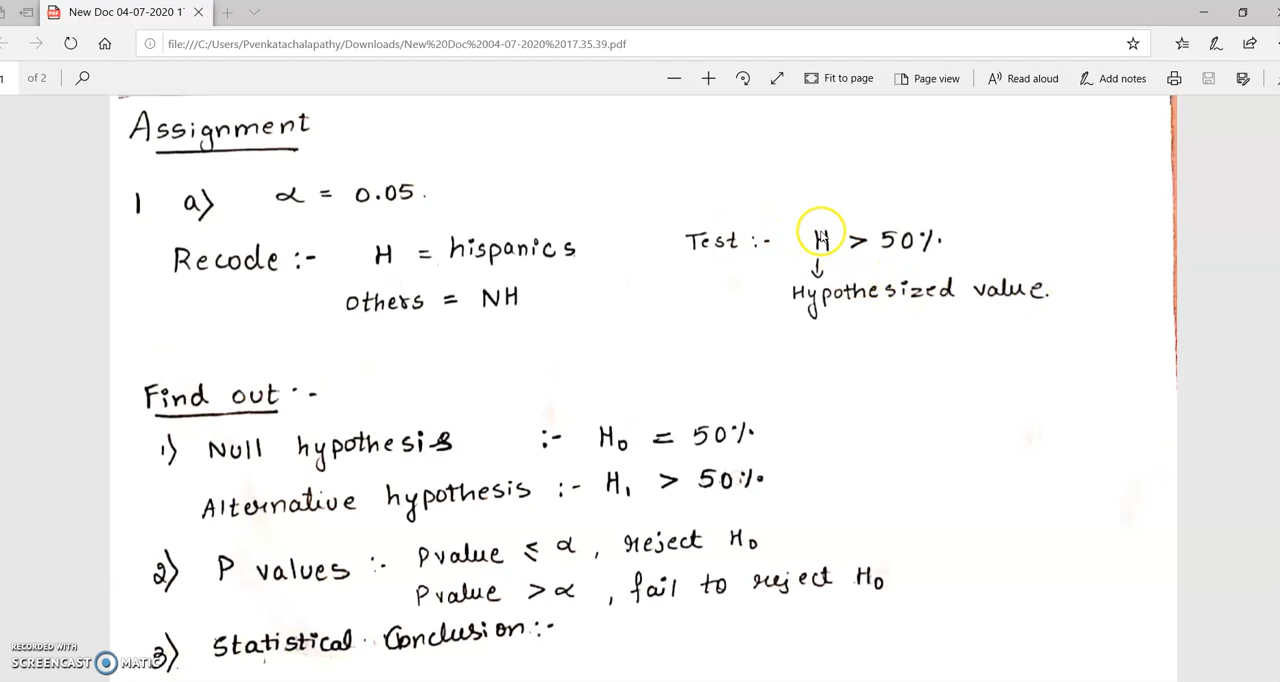 New Doc 04-07-2020 1
file:///C:/Users/Pvenkatachalapathy/Downloads/New%20Doc%2004-07-2020%2017.35.39.pdf
1 of 2 Fit to page Page view Read aloud Add notes
Assignment
1 a) α = 0.05.
Recode :- H = hispanics
others = NH
Test :- H > 50%.
Hypothesized value.
Find out :-
1) Null hypothesis :- H0 = 50%
Alternative hypothesis :- H1 > 50%.
2) P values :- Pvalue ≤ α, reject H0
Pvalue > α, fail to reject H0
3) Statistical Conclusion :-
RECORDED WITH
SCREENCAST MATIC